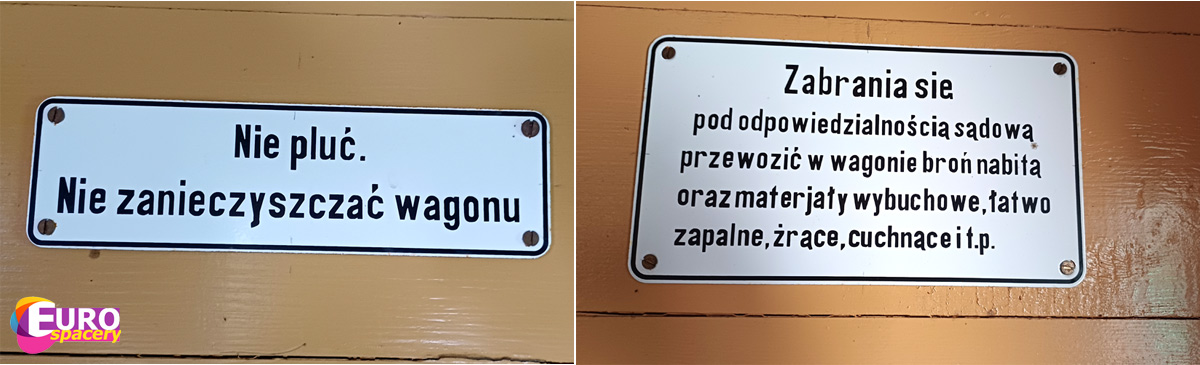 Nie pluć.
Nie zanieczyszczać wagonu
EURO
spacery
Zabrania sie
pod odpowiedzialnością sądową
przewozić w wagonie broń nabitą
oraz materjały wybuchowe, łatwo
zapalne, żrące, cuchnące i t.p.